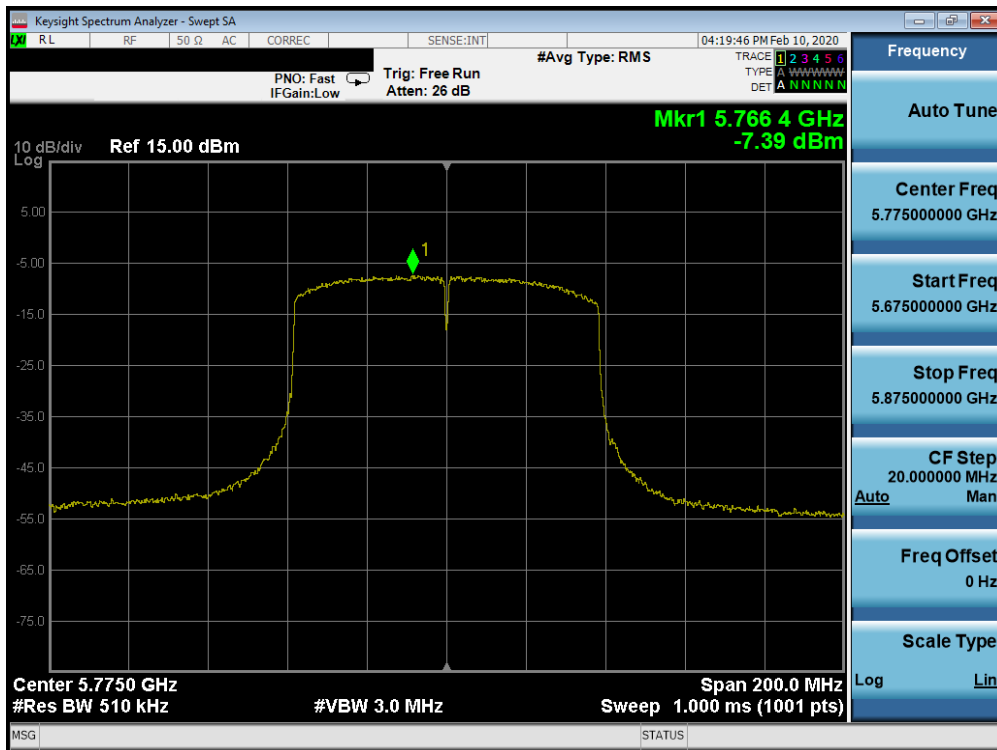 Keysight Spectrum Analyzer - Swept SA
LXI RL RF 50 Ω AC CORREC SENSE:INT 04:19:46 PM Feb 10, 2020
#Avg Type: RMS
TRACE 1 2 3 4 5 6
PNO: Fast Trig: Free Run
TYPE A WWWWW
IFGain:Low Atten: 26 dB
DET A N N N N N
Mkr1 5.766 4 GHz
-7.39 dBm
10 dB/div Ref 15.00 dBm
Log
1
5.00
-5.00
-15.0
-25.0
-35.0
-45.0
-55.0
-65.0
-75.0
Center 5.7750 GHz Span 200.0 MHz
#Res BW 510 kHz #VBW 3.0 MHz Sweep 1.000 ms (1001 pts)
MSG STATUS
Frequency
Auto Tune
Center Freq
5.775000000 GHz
Start Freq
5.675000000 GHz
Stop Freq
5.875000000 GHz
CF Step
20.000000 MHz
Auto Man
Freq Offset
0 Hz
Scale Type
Log Lin